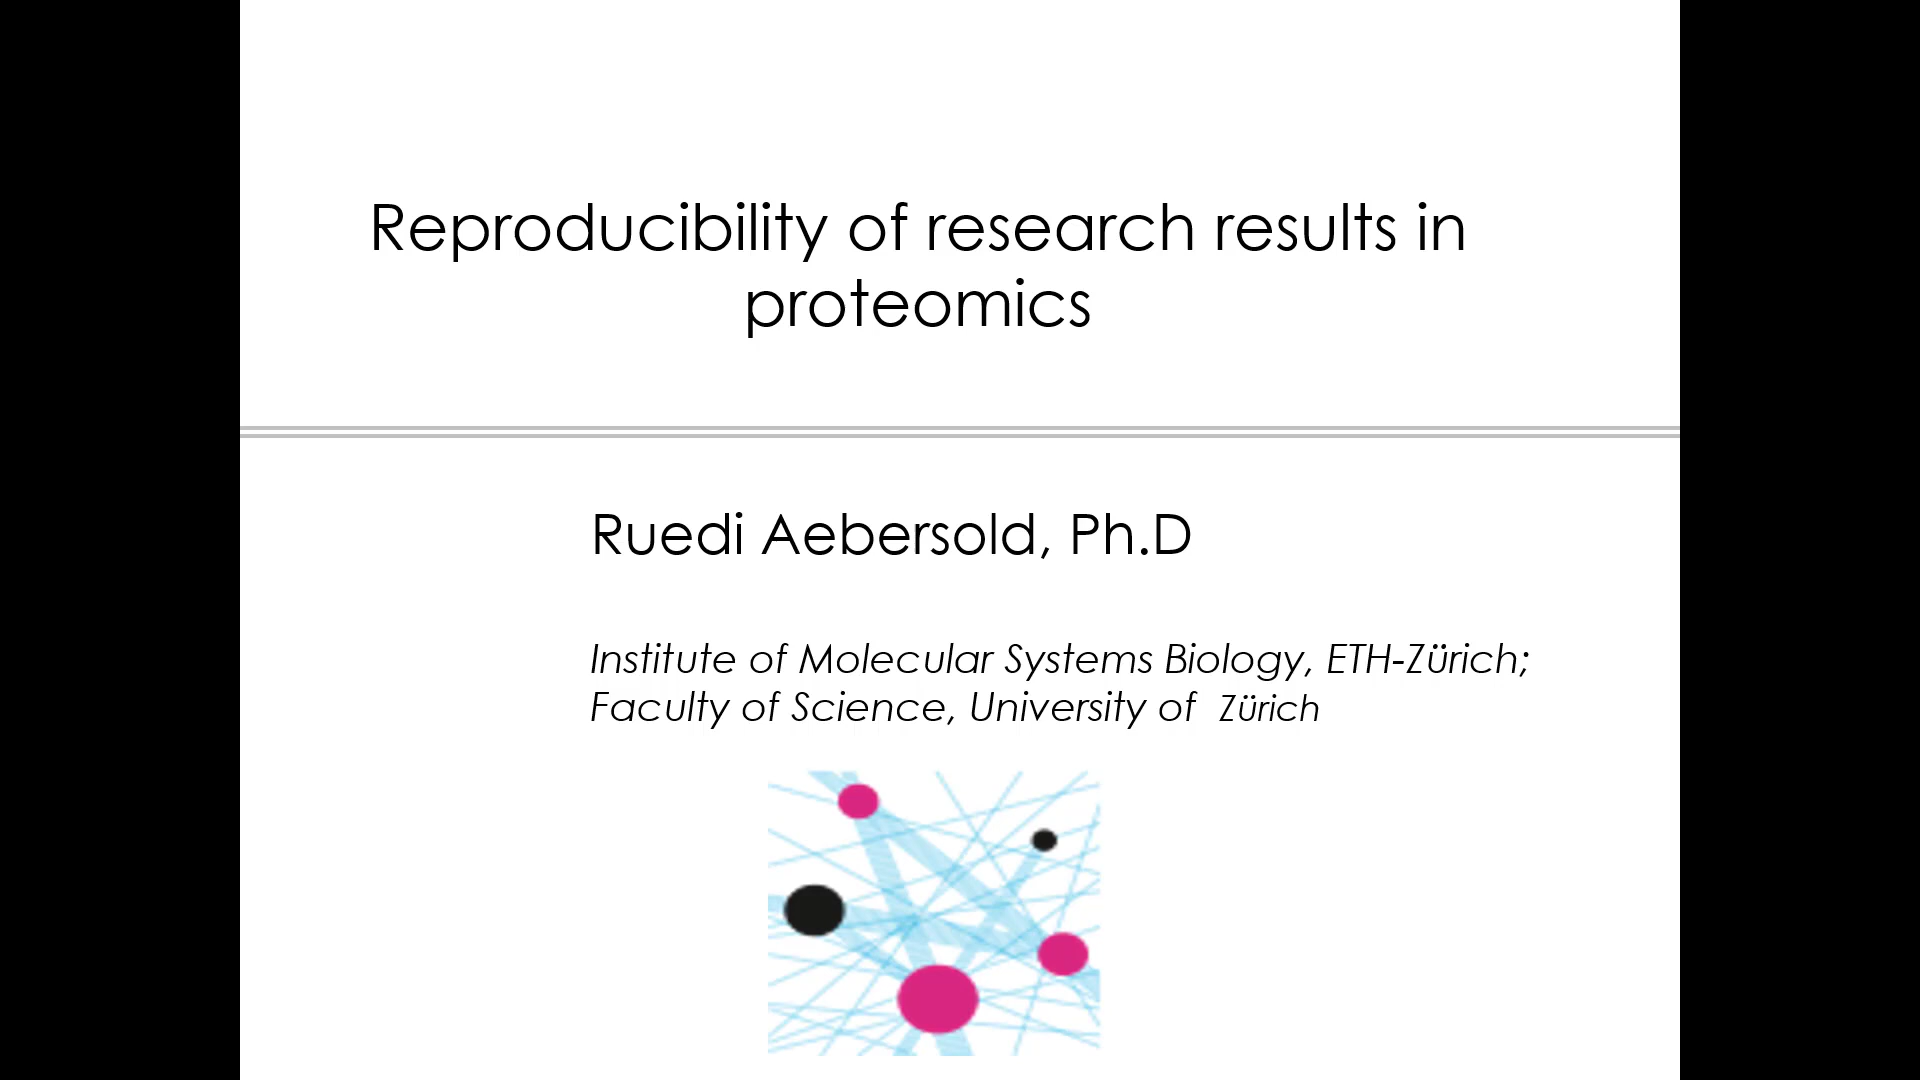 Reproducibility of research results in
proteomics
Ruedi Aebersold, Ph.D
Institute of Molecular Systems Biology, ETH-Zürich;
Faculty of Science, University of Zürich